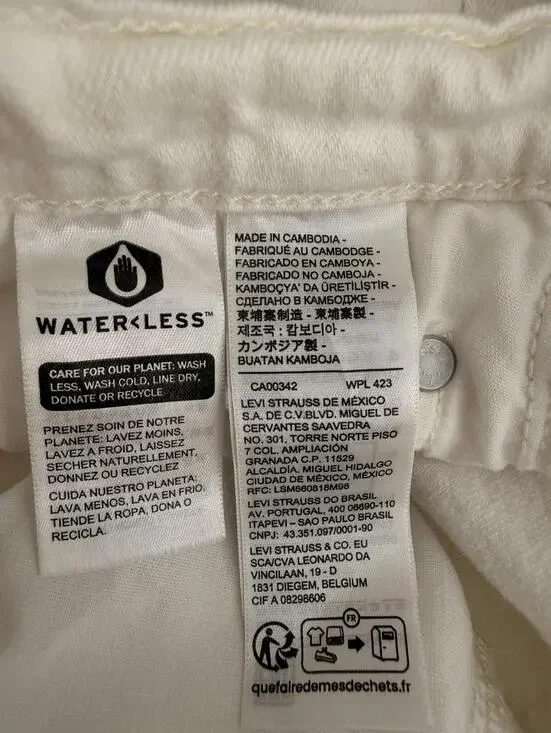 WATER<LESS™
CARE FOR OUR PLANET: WASH
LESS, WASH COLD, LINE DRY,
DONATE OR RECYCLE
PRENEZ SOIN DE NOTRE
PLANETE: LAVEZ MOINS,
LAVEZ A FROID, LAISSEZ
SECHER NATURELLEMENT,
DONNEZ OU RECYCLEZ
CUIDA NUESTRO PLANETA:
LAVA MENOS, LAVA EN FRIO,
TIENDE LA ROPA, DONA O
RECICLA.
MADE IN CAMBODIA -
FABRIQUÉ AU CAMBODGE -
FABRICADO EN CAMBOYA -
FABRICADO NO CAMBOJA -
KAMBOÇYA' DA ÜRETİLİŞTİR -
СДЕЛАНО В КАМБОДЖЕ -
柬埔寨制造 - 柬埔寨製 -
제조국 : 캄보디아 -
カンボジア製 -
BUATAN KAMBOJA
CA00342 WPL 423
LEVI STRAUSS DE MÉXICO
S.A. DE C.V.BLVD. MIGUEL DE
CERVANTES SAAVEDRA
NO. 301, TORRE NORTE PISO
7 COL. AMPLIACIÓN
GRANADA C.P. 11529
ALCALDÍA. MIGUEL HIDALGO
CIUDAD DE MÉXICO, MÉXICO
RFC: LSM660818M98
LEVI STRAUSS DO BRASIL
AV. PORTUGAL, 400 06690-110
ITAPEVI – SAO PAULO BRASIL
CNPJ: 43.351.097/0001-90
LEVI STRAUSS & CO. EU
SCA/CVA LEONARDO DA
VINCILAAN, 19 - D
1831 DIEGEM, BELGIUM
CIF A 08298606
FR
quefairedemesdechets.fr